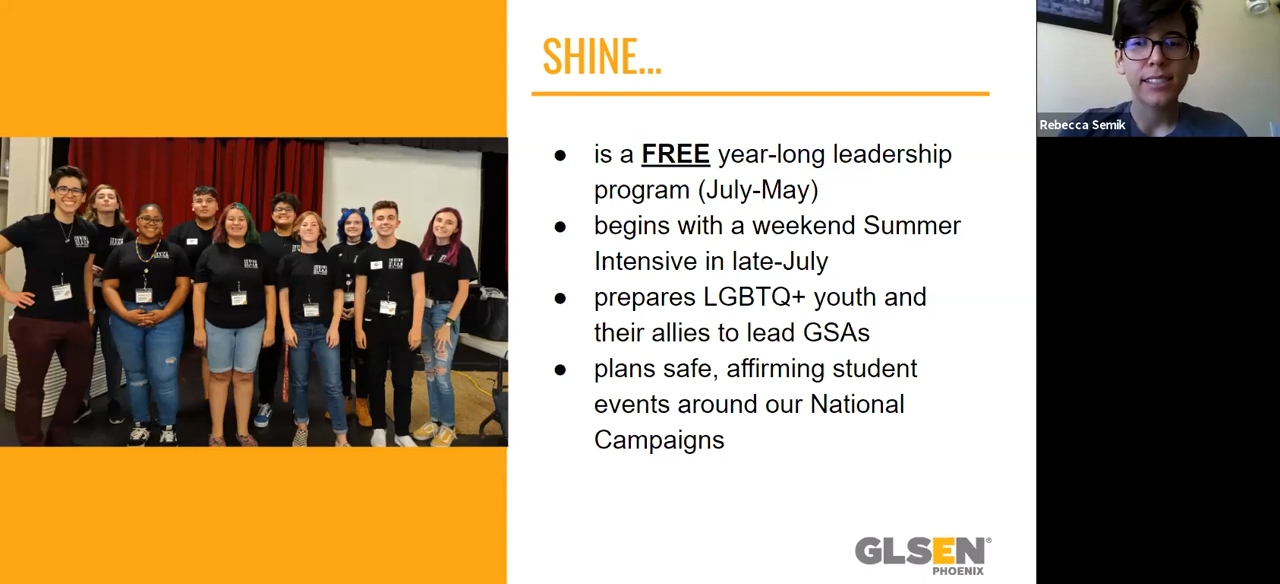 SHINE...
● is a FREE year-long leadership
program (July-May)
● begins with a weekend Summer
Intensive in late-July
● prepares LGBTQ+ youth and
their allies to lead GSAs
● plans safe, affirming student
events around our National
Campaigns
GLSEN®
PHOENIX
Rebecca Semik